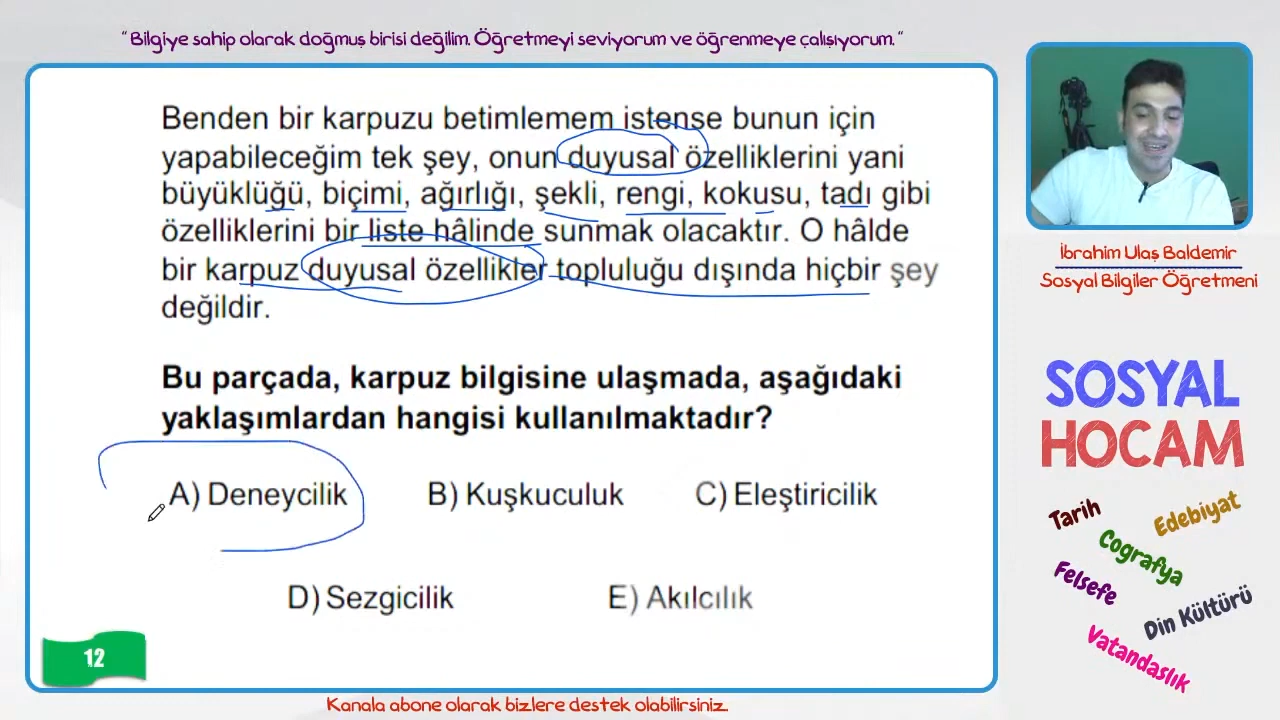 " Bilgiye sahip olarak doğmuş birisi değilim. Öğretmeyi seviyorum ve öğrenmeye çalışıyorum. "
Benden bir karpuzu betimlemem istense bunun için
yapabileceğim tek şey, onun duyusal özelliklerini yani
büyüklüğü, biçimi, ağırlığı, şekli, rengi, kokusu, tadı gibi
özelliklerini bir liste hâlinde sunmak olacaktır. O hâlde
bir karpuz duyusal özellikler topluluğu dışında hiçbir şey
değildir.
Bu parçada, karpuz bilgisine ulaşmada, aşağıdaki
yaklaşımlardan hangisi kullanılmaktadır?
A) Deneycilik B) Kuşkuculuk C) Eleştiricilik
D) Sezgicilik E) Akılcılık
12
Kanala abone olarak bizlere destek olabilirsiniz.
İbrahim Ulaş Baldemir
Sosyal Bilgiler Öğretmeni
SOSYAL
HOCAM
Tarih
Edebiyat
Coğrafya
Felsefe
Din Kültürü
Vatandaslık